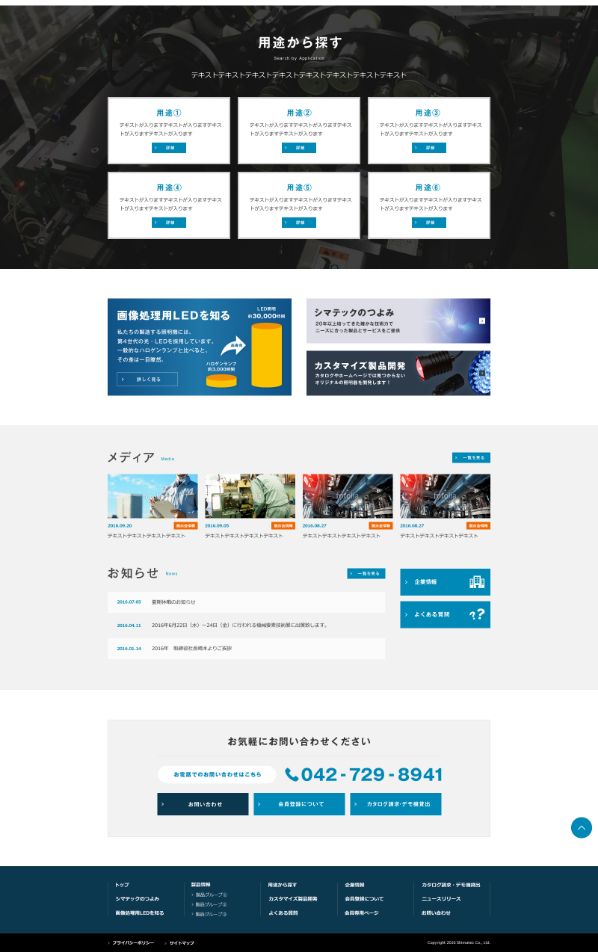 用途から探す
Search by Application
テキストテキストテキストテキストテキストテキストテキストテキスト
用途①
テキストが入りますテキストが入りますテキス
トが入りますテキストが入ります
詳細
用途②
テキストが入りますテキストが入りますテキス
トが入りますテキストが入ります
詳細
用途③
テキストが入りますテキストが入りますテキス
トが入りますテキストが入ります
詳細
用途④
テキストが入りますテキストが入りますテキス
トが入りますテキストが入ります
詳細
用途⑤
テキストが入りますテキストが入りますテキス
トが入りますテキストが入ります
詳細
用途⑥
テキストが入りますテキストが入りますテキス
トが入りますテキストが入ります
詳細
画像処理用LEDを知る
私たちの製造する照明器には、
第4世代の光・LEDを採用しています。
一般的なハロゲンランプと比べると、
その差は一目瞭然。
詳しく見る
LED照明
約30,000時間
ハロゲンランプ
約3,000時間
シマテックのつよみ
20年以上培ってきた確かな技術力で
ニーズに合った製品とサービスをご提供
カスタマイズ製品開発
カタログやホームページでは見つからない
オリジナルの照明器を開発します！
メディア
Media
一覧を見る
2016.09.20
展示会情報
テキストテキストテキストテキスト
2016.09.05
展示会情報
テキストテキストテキストテキスト
fotolia
2016.08.27
展示会情報
テキストテキストテキストテキスト
fotolia
2016.08.27
展示会情報
テキストテキストテキストテキスト
お知らせ
News
一覧を見る
2016.07.05
夏期休暇のお知らせ
2016.04.11
2016年6月22日（水）～24日（金）に行われる機械要素技術展に出展致します。
2016.01.14
2016年
企業情報
よくある質問
お気軽にお問い合わせください
お電話でのお問い合わせはこちら
042-729-8941
お問い合わせ
会員登録について
カタログ請求･デモ機貸出
トップ
シマテックのつよみ
画像処理用LEDを知る
製品情報
製品グループ①
製品グループ②
製品グループ③
用途から探す
カスタマイズ製品開発
よくある質問
企業情報
会員登録について
会員専用ページ
カタログ請求・デモ機貸出
ニュースリリース
お問い合わせ
プライバシーポリシー
サイトマップ
Copyright 2016 Shimatec Co., Ltd.